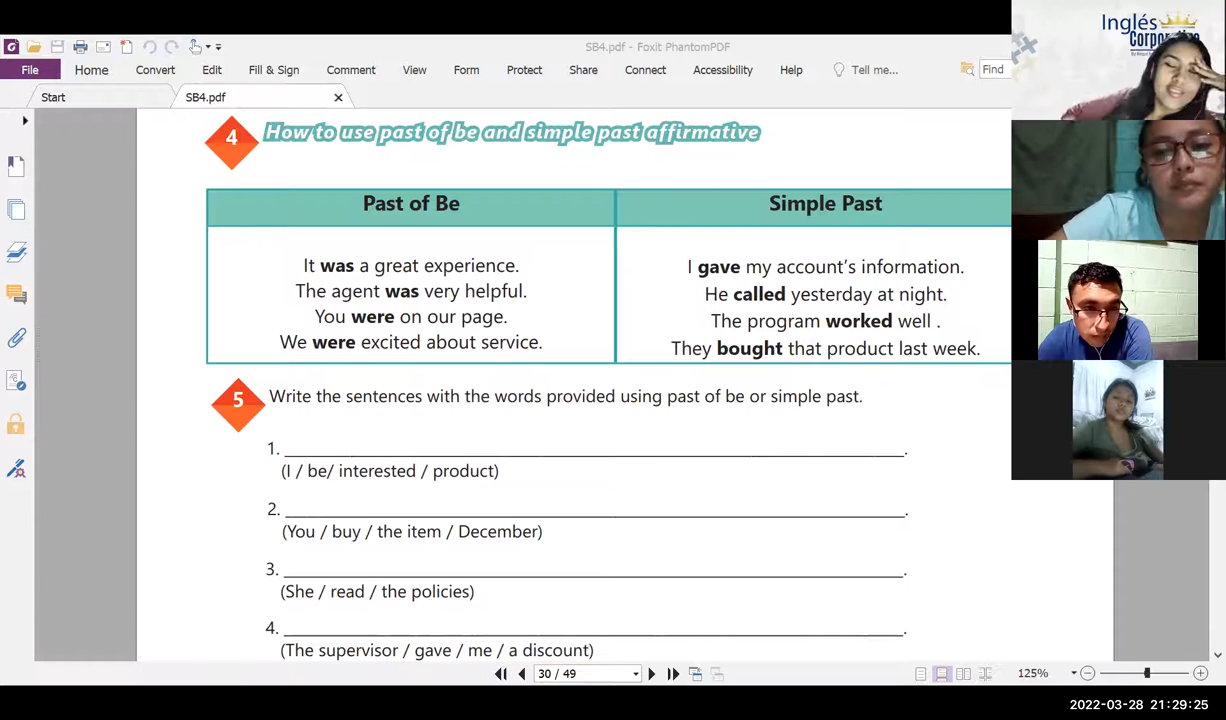 SB4.pdf - Foxit PhantomPDF
File Home Convert Edit Fill & Sign Comment View Form Protect Share Connect Accessibility Help Tell me... Find
Start SB4.pdf
Inglés
Corporativo
4 How to use past of be and simple past affirmative
Past of Be
It was a great experience.
The agent was very helpful.
You were on our page.
We were excited about service.
Simple Past
I gave my account's information.
He called yesterday at night.
The program worked well .
They bought that product last week.
5 Write the sentences with the words provided using past of be or simple past.
1. ______________________________.
(I / be/ interested / product)
2. ______________________________.
(You / buy / the item / December)
3. ______________________________.
(She / read / the policies)
4. ______________________________.
(The supervisor / gave / me / a discount)
30 / 49
125%
2022-03-28 21:29:25